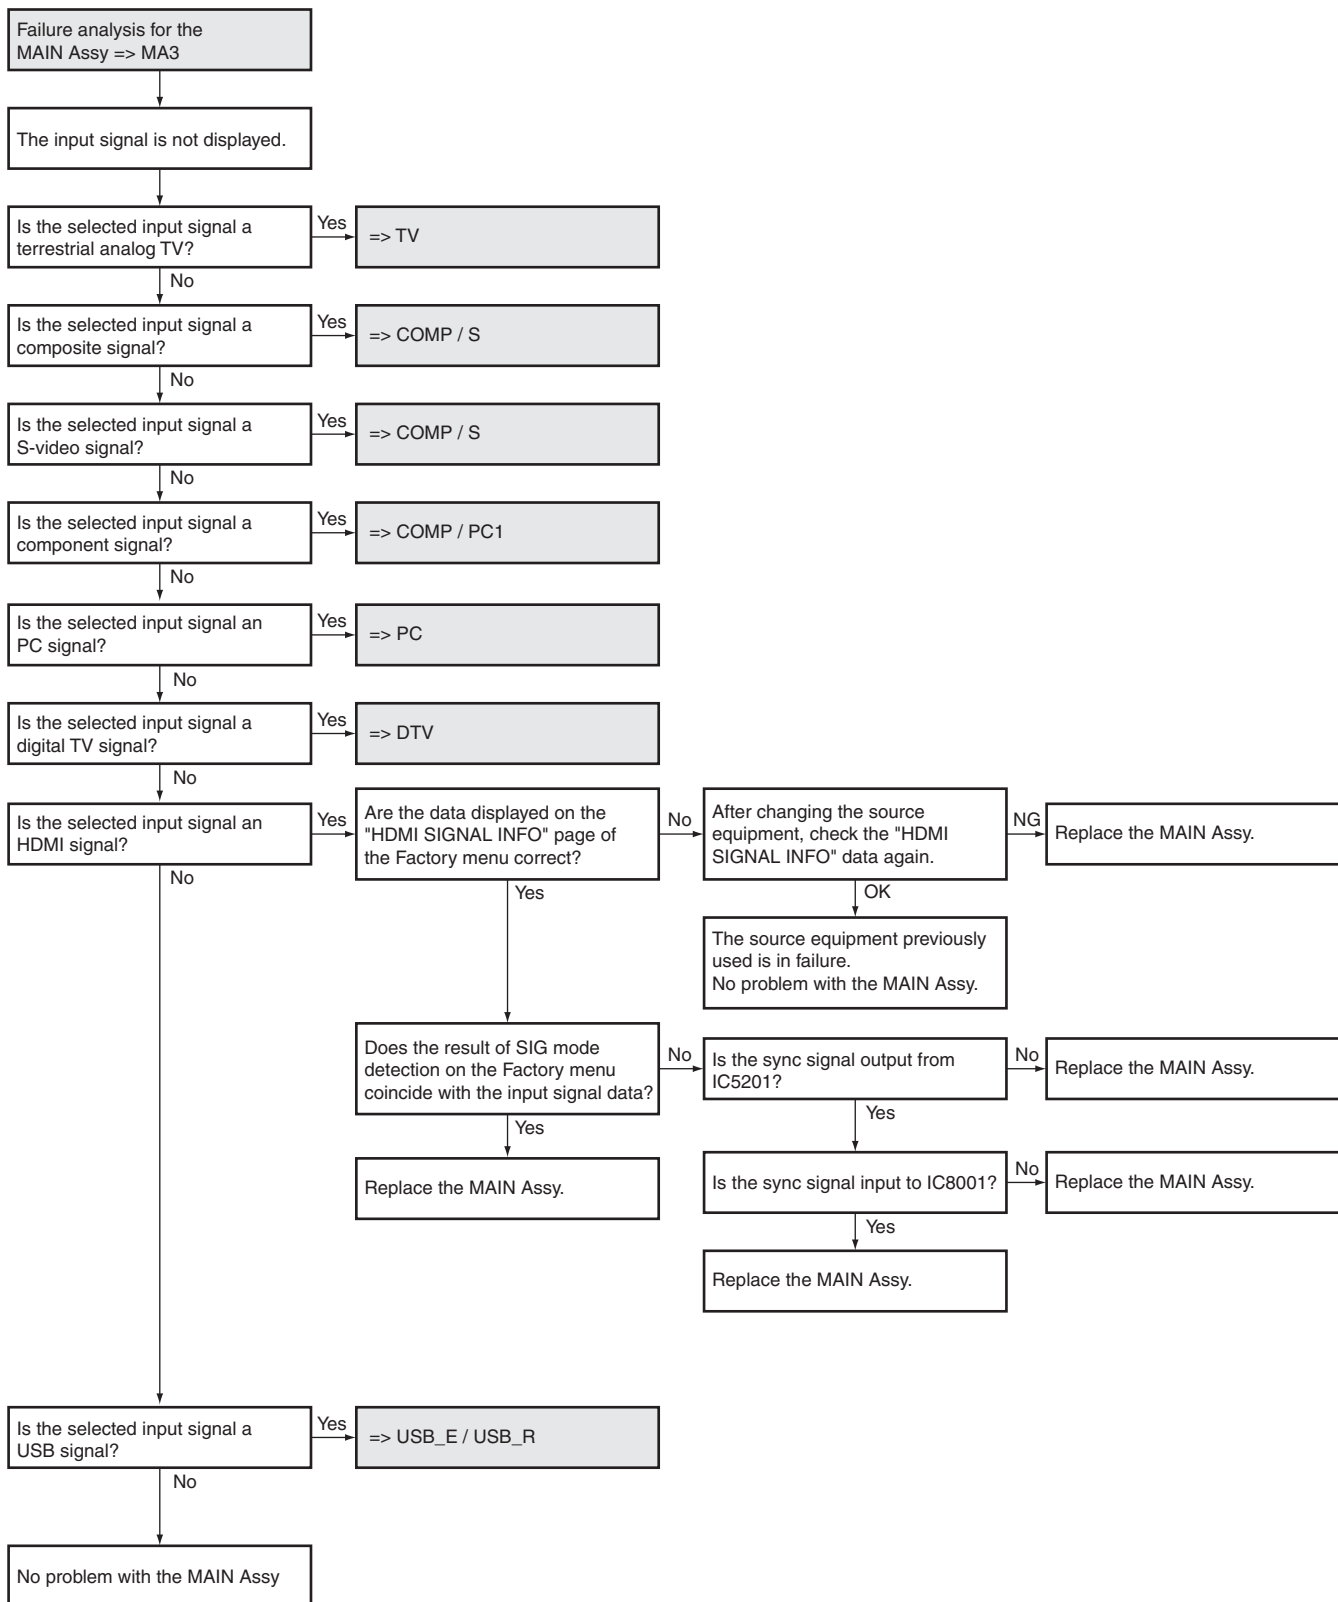 Failure analysis for the
MAIN Assy => MA3
The input signal is not displayed.
Is the selected input signal a
terrestrial analog TV?
Yes
=> TV
No
Is the selected input signal a
composite signal?
Yes
=> COMP / S
No
Is the selected input signal a
S-video signal?
Yes
=> COMP / S
No
Is the selected input signal a
component signal?
Yes
=> COMP / PC1
No
Is the selected input signal an
PC signal?
Yes
=> PC
No
Is the selected input signal a
digital TV signal?
Yes
=> DTV
No
Is the selected input signal an
HDMI signal?
Yes
Are the data displayed on the
"HDMI SIGNAL INFO" page of
the Factory menu correct?
No
After changing the source
equipment, check the "HDMI
SIGNAL INFO" data again.
NG
Replace the MAIN Assy.
No
Yes
OK
The source equipment previously
used is in failure.
No problem with the MAIN Assy.
Does the result of SIG mode
detection on the Factory menu
coincide with the input signal data?
No
Is the sync signal output from
IC5201?
No
Replace the MAIN Assy.
Yes
Yes
Replace the MAIN Assy.
Is the sync signal input to IC8001?
No
Replace the MAIN Assy.
Yes
Replace the MAIN Assy.
Is the selected input signal a
USB signal?
Yes
=> USB_E / USB_R
No
No problem with the MAIN Assy